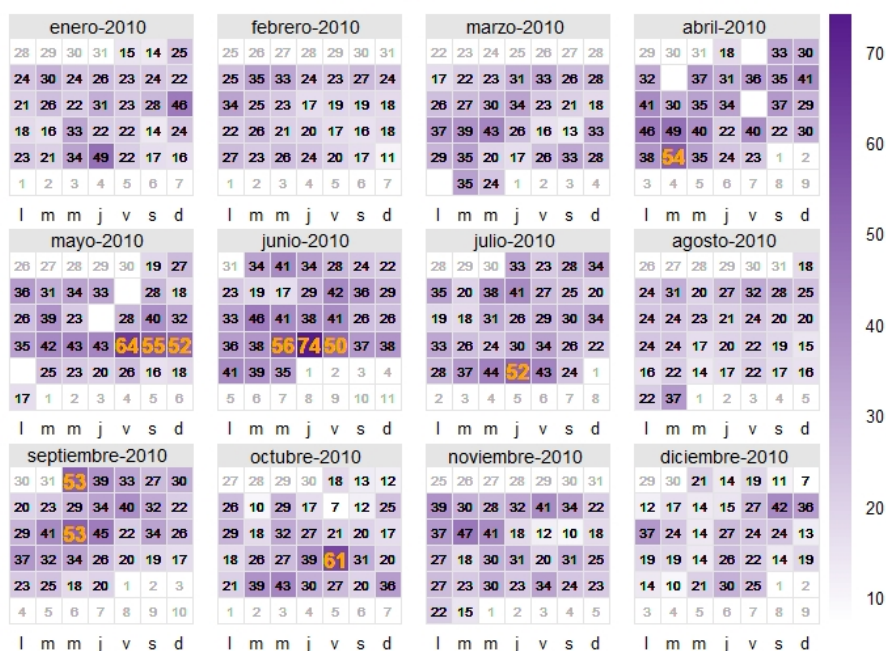 enero-2010
28 29 30 31 15 14 25
24 30 24 26 23 24 22
21 26 22 31 23 28 46
18 16 33 22 22 14 24
23 21 34 49 22 17 16
1 2 3 4 5 6 7
l m m j v s d
febrero-2010
25 26 27 28 29 30 31
25 35 33 24 23 27 24
34 25 23 17 19 19 18
22 26 21 20 17 16 18
27 23 26 24 20 17 11
1 2 3 4 5 6 7
l m m j v s d
marzo-2010
22 23 24 25 26 27 28
17 22 23 31 33 26 28
26 27 30 34 23 21 18
37 39 43 26 16 13 33
29 35 20 17 26 33 28
35 24 1 2 3 4
l m m j v s d
abril-2010
29 30 31 18 33 30
32 37 31 36 35 41
41 30 35 34 37 29
46 49 40 22 40 22 30
38 54 35 24 23 1 2
3 4 5 6 7 8 9
l m m j v s d
mayo-2010
26 27 28 29 30 19 27
36 31 34 33 28 18
26 39 23 28 40 32
35 42 43 43 64 55 52
25 23 20 26 16 18
17 1 2 3 4 5 6
l m m j v s d
junio-2010
31 34 41 34 28 24 22
23 19 17 29 42 36 29
33 46 41 38 41 26 26
36 38 56 74 50 37 38
41 39 35 1 2 3 4
5 6 7 8 9 10 11
l m m j v s d
julio-2010
28 29 30 33 23 28 34
35 20 38 41 27 25 20
19 18 31 26 29 30 34
33 26 24 30 34 26 22
28 37 44 52 43 24 1
2 3 4 5 6 7 8
l m m j v s d
agosto-2010
26 27 28 29 30 31 18
24 31 20 27 32 28 25
24 23 24 21 24 20 20
24 24 17 20 22 19 15
16 22 14 17 22 17 16
22 37 1 2 3 4 5
l m m j v s d
septiembre-2010
30 31 53 39 33 27 30
20 23 29 34 40 32 22
29 41 53 45 22 34 26
37 32 34 26 20 19 17
23 25 18 20 1 2 3
4 5 6 7 8 9 10
l m m j v s d
octubre-2010
27 28 29 30 18 13 12
26 10 29 17 7 12 25
29 18 32 27 21 20 17
18 26 27 39 61 31 20
21 39 43 30 27 20 36
1 2 3 4 5 6 7
l m m j v s d
noviembre-2010
25 26 27 28 29 30 31
39 30 28 32 41 34 22
37 47 41 18 12 10 18
27 18 30 31 20 31 25
27 23 30 23 34 24 23
22 15 1 2 3 4 5
l m m j v s d
diciembre-2010
29 30 21 14 19 11 7
12 17 15 14 27 42 36
37 24 14 27 24 24 13
19 19 14 26 22 14 19
14 10 21 30 25 1 2
3 4 5 6 7 8 9
l m m j v s d
70
60
50
40
30
20
10